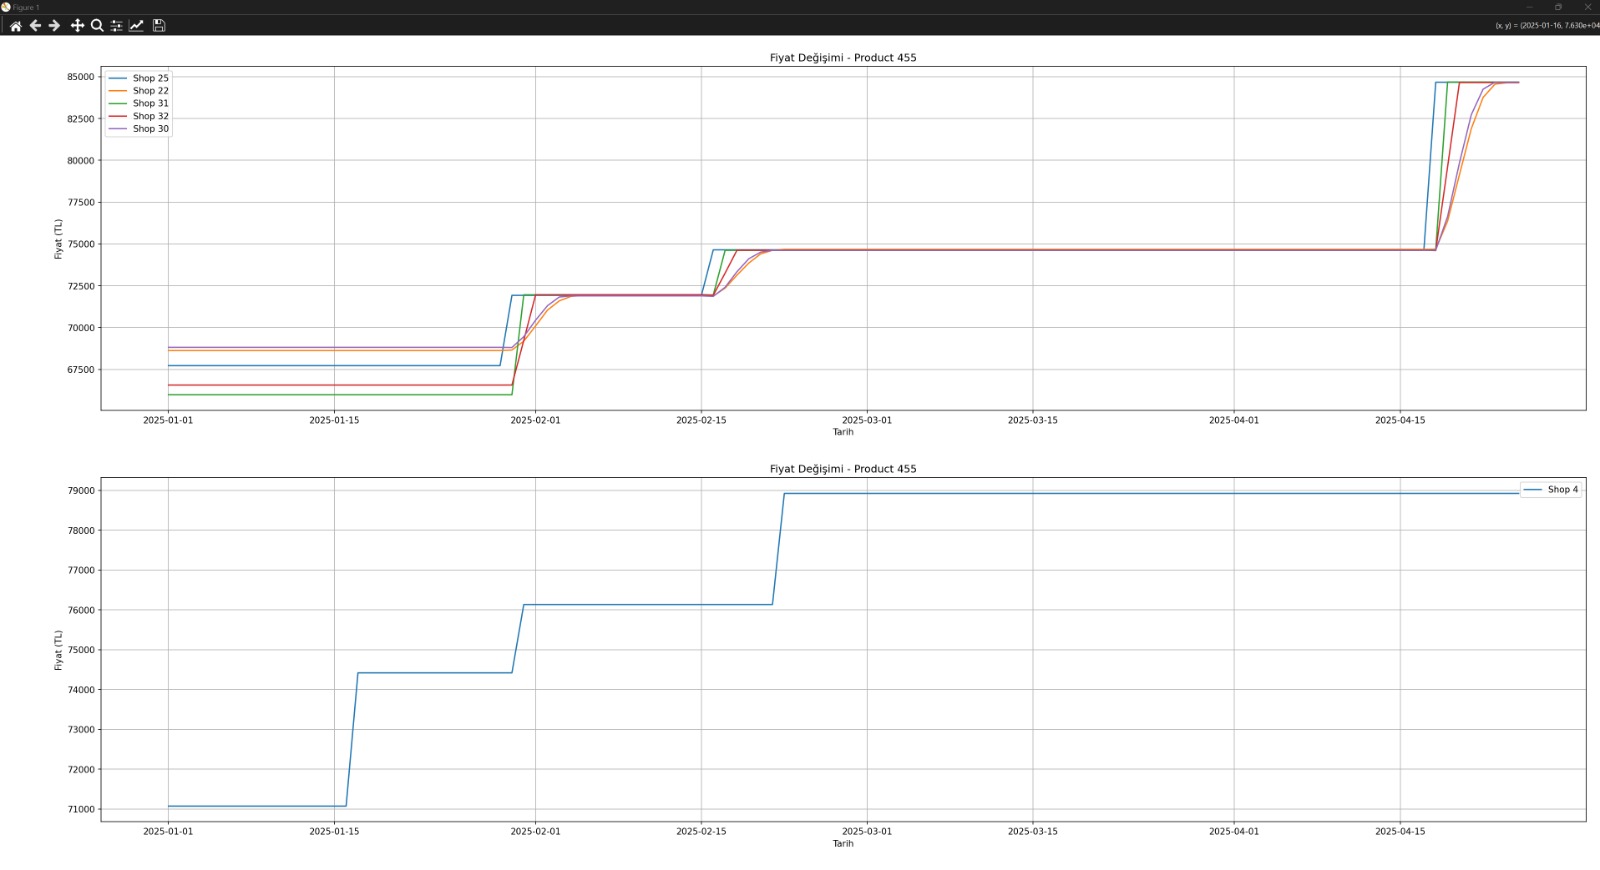 Figure 1
(x, y) = (2025-01-16, 7.630e+04
Fiyat Değişimi - Product 455
Shop 25
Shop 22
Shop 31
Shop 32
Shop 30
85000
82500
80000
77500
75000
72500
70000
67500
Fiyat (TL)
2025-01-01 2025-01-15 2025-02-01 2025-02-15 2025-03-01 2025-03-15 2025-04-01 2025-04-15
Tarih
Fiyat Değişimi - Product 455
Shop 4
79000
78000
77000
76000
75000
74000
73000
72000
71000
Fiyat (TL)
2025-01-01 2025-01-15 2025-02-01 2025-02-15 2025-03-01 2025-03-15 2025-04-01 2025-04-15
Tarih